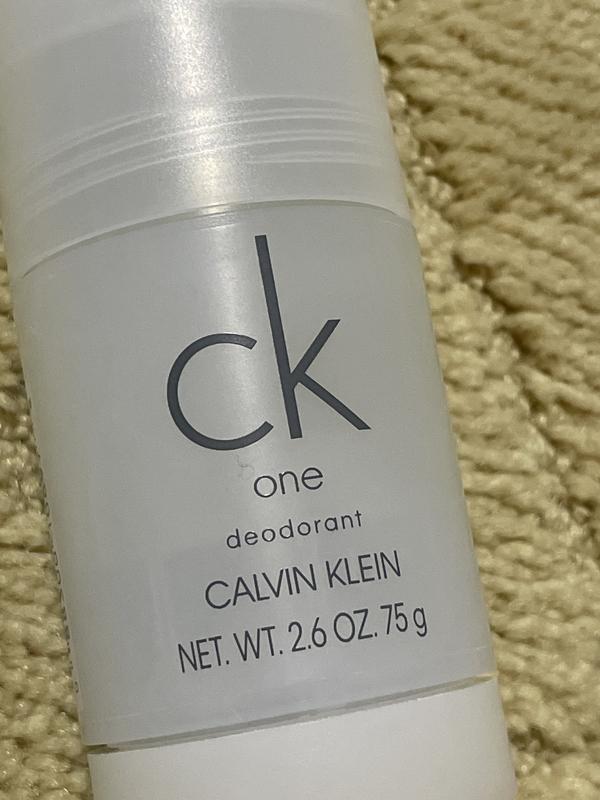 ck
one
deodorant
CALVIN KLEIN
NET. WT. 2.6 OZ. 75 g